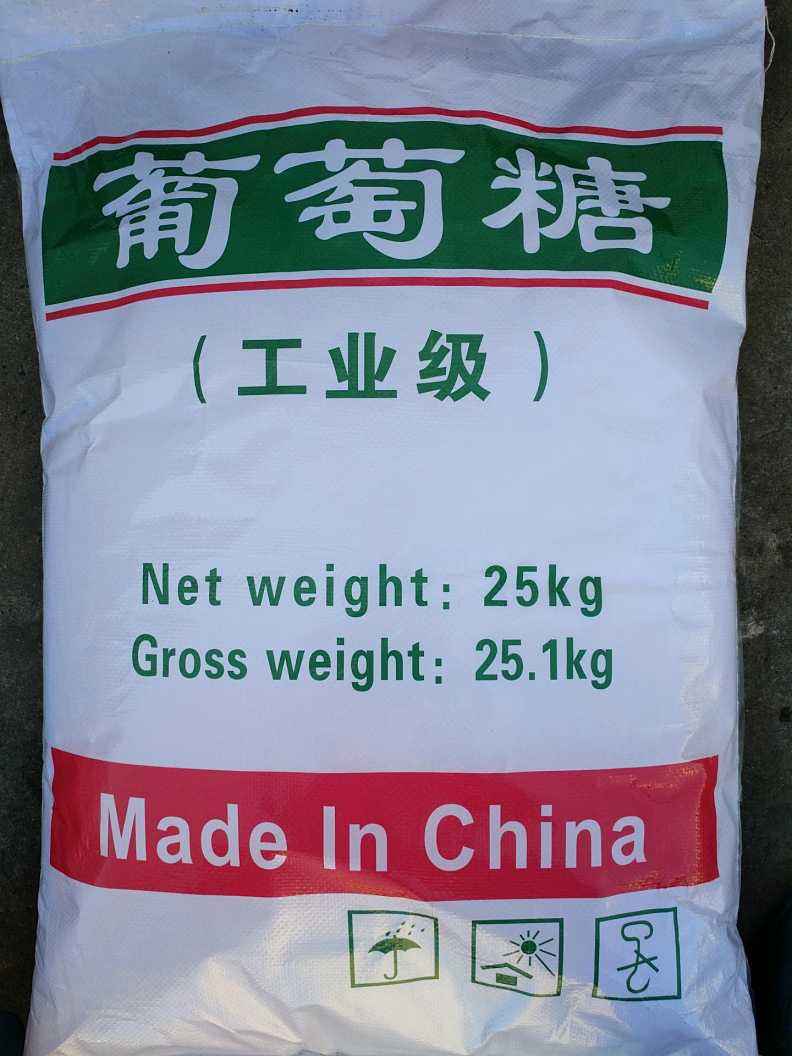 葡萄糖
（工业级）
Net weight: 25kg
Gross weight: 25.1kg
Made In China